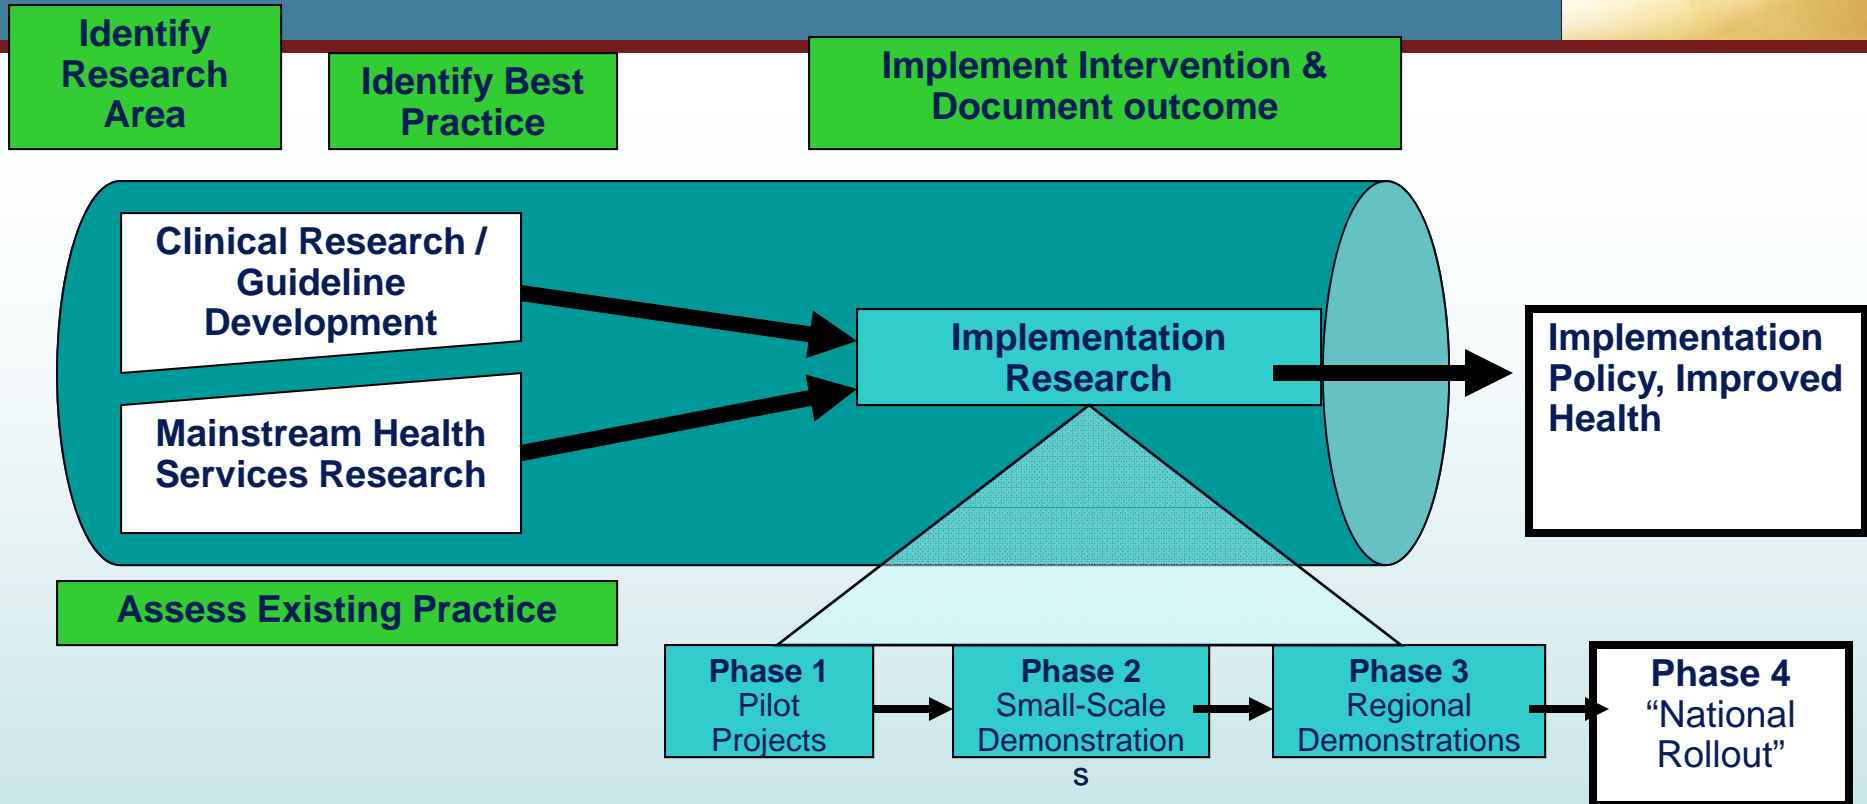 Identify
Research
Area
Identify Best
Practice
Implement Intervention &
Document outcome
Clinical Research /
Guideline
Development
Mainstream Health
Services Research
Implementation
Research
Implementation
Policy, Improved
Health
Assess Existing Practice
Phase 1
Pilot
Projects
Phase 2
Small-Scale
Demonstration
s
Phase 3
Regional
Demonstrations
Phase 4
“National
Rollout”